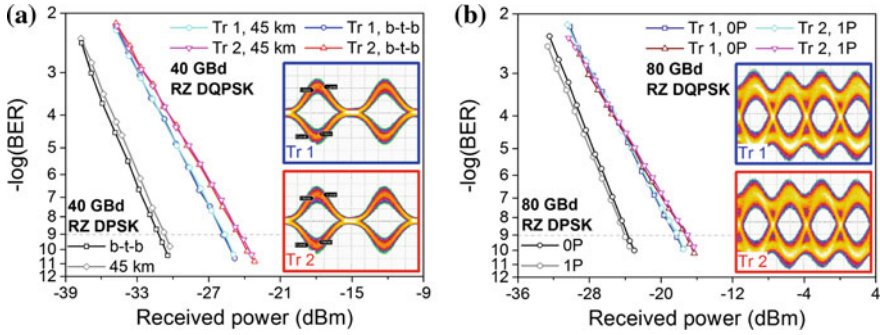 (a)
-log(BER)
2
3
4
5
6
7
8
9
10
11
12
Tr 1, 45 km
Tr 1, b-t-b
Tr 2, 45 km
Tr 2, b-t-b
40 GBd
RZ DQPSK
Tr 1
Tr 2
40 GBd
RZ DPSK
b-t-b
45 km
-39 -33 -27 -21 -15 -9
Received power (dBm)
(b)
-log(BER)
2
3
4
5
6
7
8
9
10
11
12
Tr 1, 0P
Tr 2, 1P
Tr 1, 0P
Tr 2, 1P
80 GBd
RZ DQPSK
Tr 1
Tr 2
80 GBd
RZ DPSK
0P
1P
-36 -28 -20 -12 -4 4
Received power (dBm)